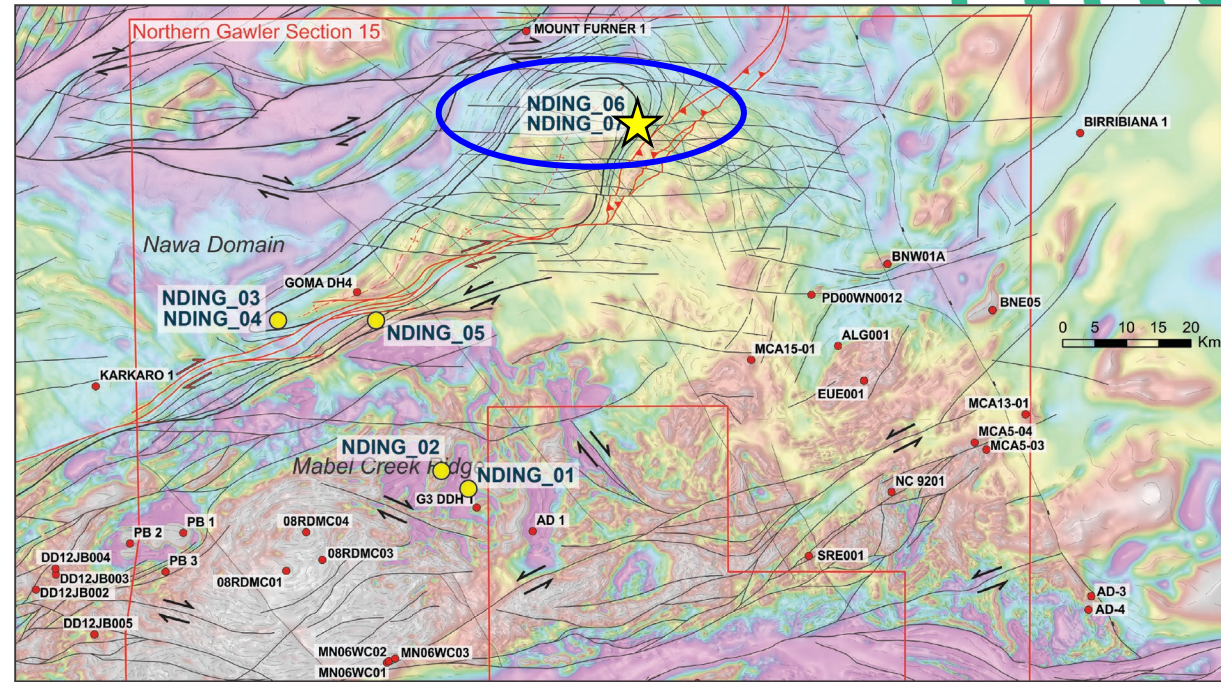 Northern Gawler Section 15
MOUNT FURNER 1
NDING_06
NDING_07
BIRRIBIANA 1
Nawa Domain
BNW01A
GOMA DH4
NDING_03
NDING_04
PD00WN0012
BNE05
NDING_05
0 5 10 15 20
Km
MCA15-01
ALG001
KARKARO 1
EUE001
MCA13-01
MCA5-04
MCA5-03
NDING_02
Mabel Creek Ridge
NDING_01
G3 DDH 1
NC 9201
PB 1
PB 2
08RDMC04
AD 1
DD12JB004
PB 3
08RDMC03
SRE001
DD12JB003
08RDMC01
DD12JB002
AD-3
AD-4
DD12JB005
MN06WC02
MN06WC03
MN06WC01